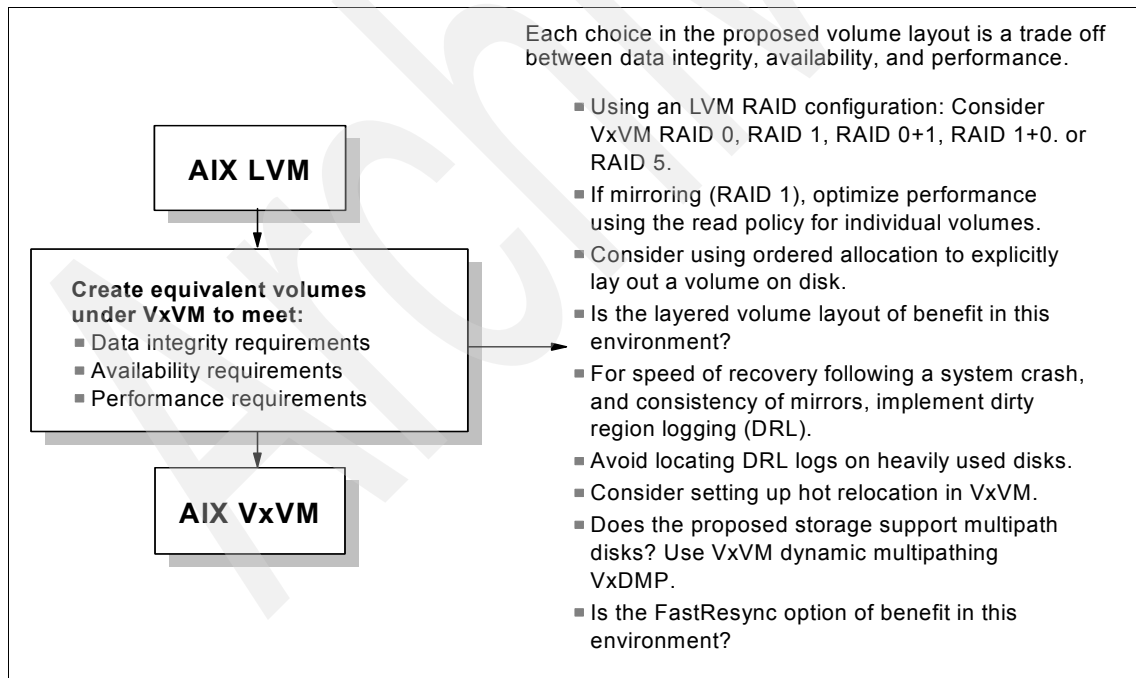 Each choice in the proposed volume layout is a trade off
between data integrity, availability, and performance.
AIX LVM
Create equivalent volumes
under VxVM to meet:
■ Data integrity requirements
■ Availability requirements
■ Performance requirements
AIX VxVM
■ Using an LVM RAID configuration: Consider
VxVM RAID 0, RAID 1, RAID 0+1, RAID 1+0. or
RAID 5.
■ If mirroring (RAID 1), optimize performance
using the read policy for individual volumes.
■ Consider using ordered allocation to explicitly
lay out a volume on disk.
■ Is the layered volume layout of benefit in this
environment?
■ For speed of recovery following a system crash,
and consistency of mirrors, implement dirty
region logging (DRL).
■ Avoid locating DRL logs on heavily used disks.
■ Consider setting up hot relocation in VxVM.
■ Does the proposed storage support multipath
disks? Use VxVM dynamic multipathing
VxDMP.
■ Is the FastResync option of benefit in this
environment?